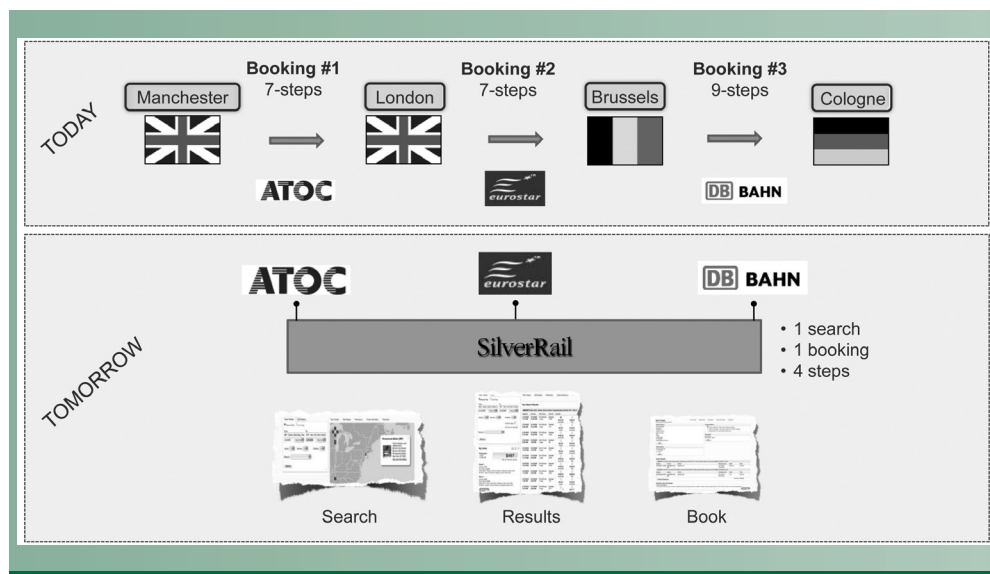 TODAY
Booking #1
7-steps
Booking #2
7-steps
Booking #3
9-steps
Manchester
London
Brussels
Cologne
ATOC
eurostar
DB BAHN
TOMORROW
ATOC
eurostar
DB BAHN
SilverRail
• 1 search
• 1 booking
• 4 steps
Search
Results
Book